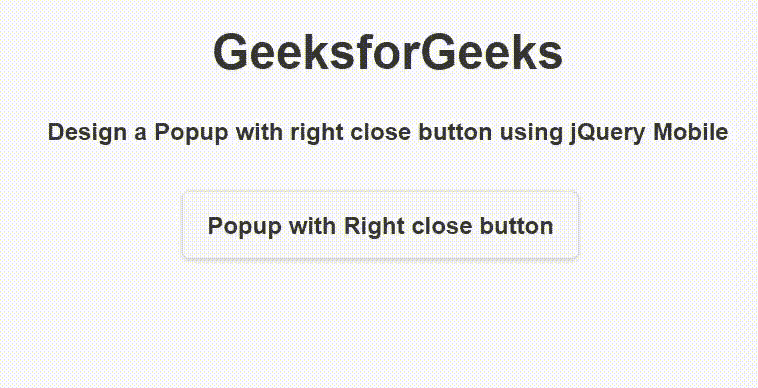 GeeksforGeeks
Design a Popup with right close button using jQuery Mobile
Popup with Right close button